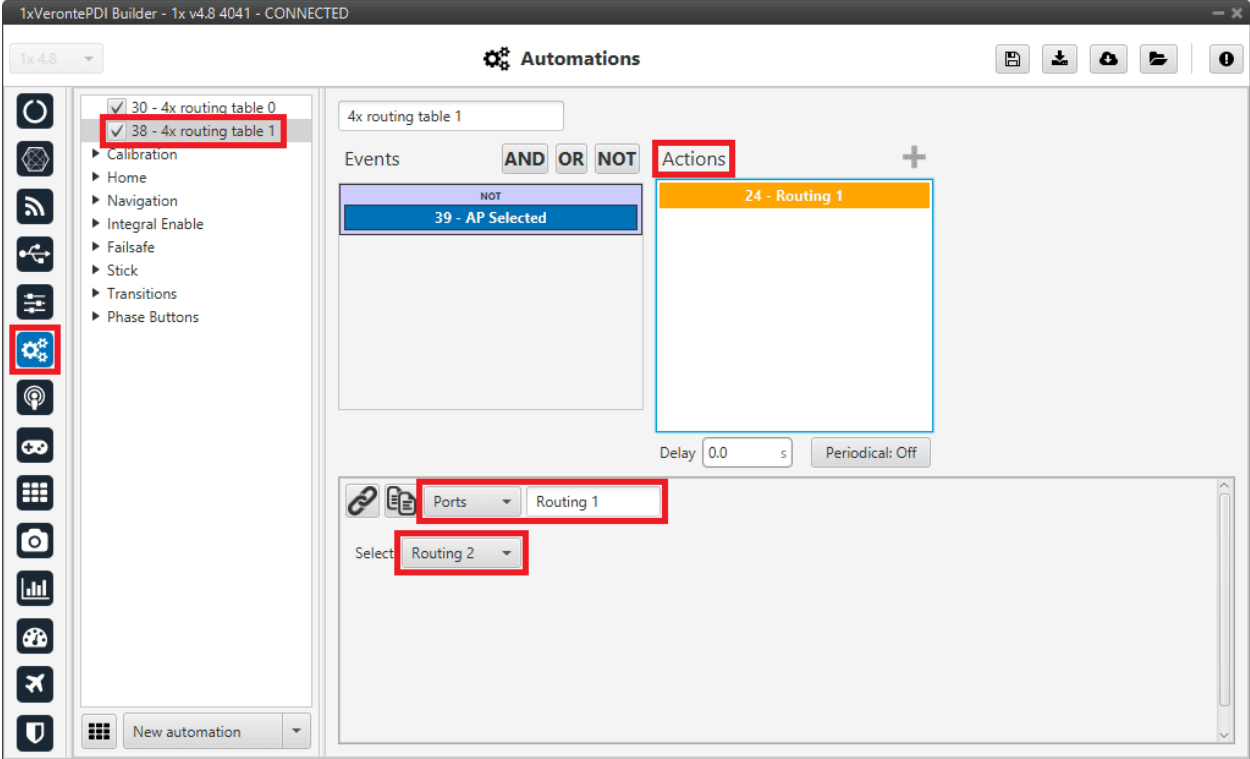 1xVerontePDI Builder - 1x v4.8 4041 - CONNECTED
1x 4.8
Automations
30 - 4x routing table 0
38 - 4x routing table 1
Calibration
Home
Navigation
Integral Enable
Failsafe
Stick
Transitions
Phase Buttons
New automation
4x routing table 1
Events AND OR NOT
NOT
39 - AP Selected
Actions
24 - Routing 1
Delay 0.0 s Periodical: Off
Ports Routing 1
Select Routing 2